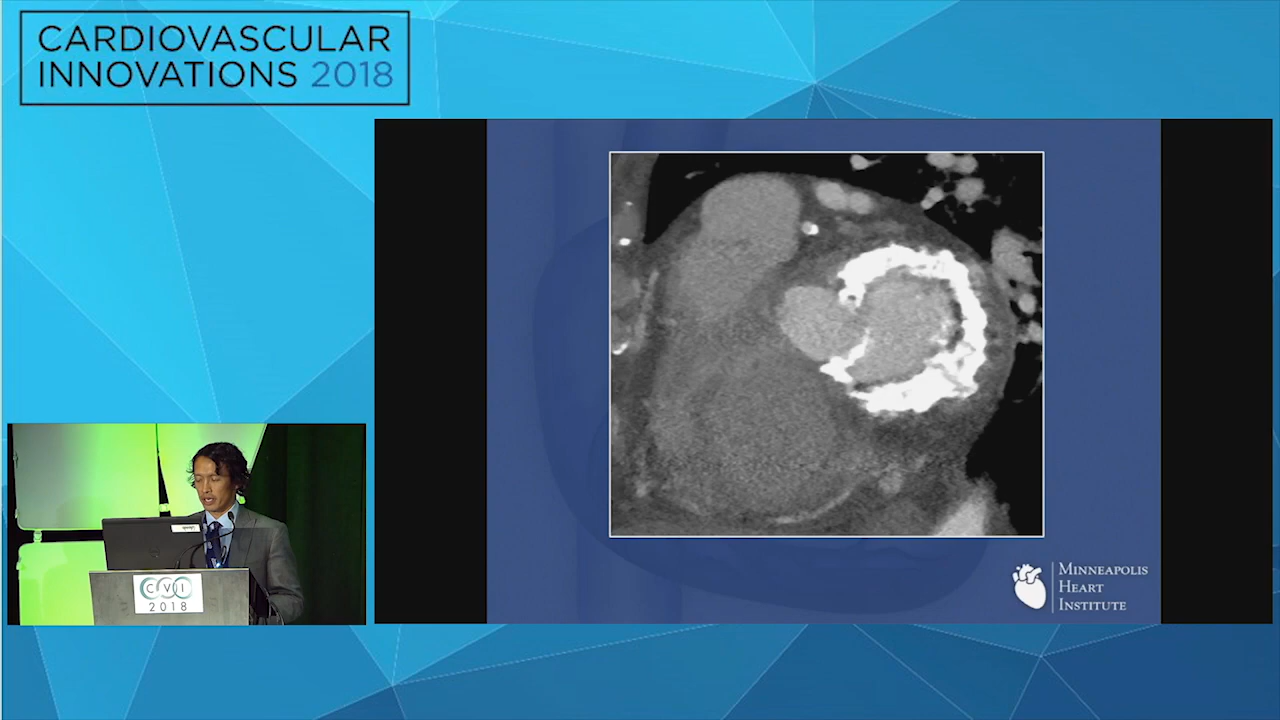 CARDIOVASCULAR
INNOVATIONS 2018
CVI
2018
MINNEAPOLIS
HEART
INSTITUTE